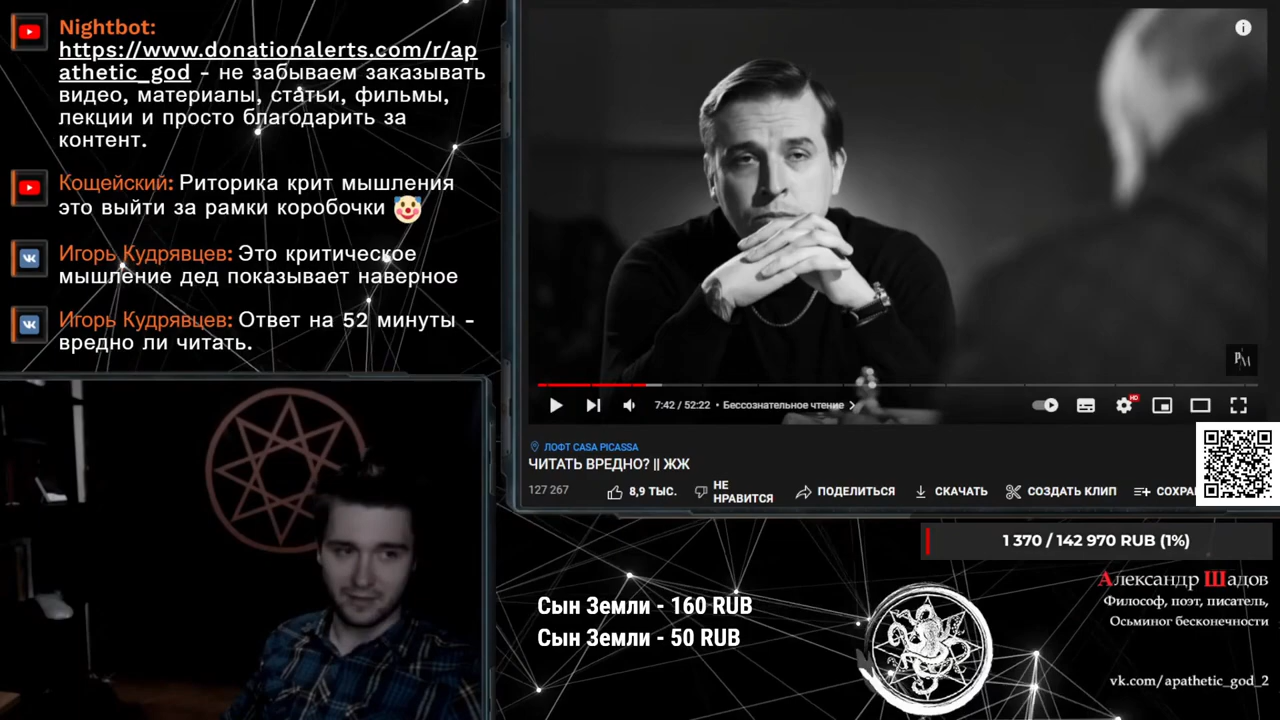 Nightbot:
https://www.donationalerts.com/r/ap
athetic_god - не забываем заказывать
видео, материалы, статьи, фильмы,
лекции и просто благодарить за
контент.
Кощейский: Риторика крит мышления
это выйти за рамки коробочки 🤡
Игорь Кудрявцев: Это критическое
мышление дед показывает наверное
Игорь Кудрявцев: Ответ на 52 минуты -
вредно ли читать.
7:42 / 52:22 • Бессознательное чтение
HD
ЛОФТ CASA PICASSA
ЧИТАТЬ ВРЕДНО? || ЖЖ
127 267
8,9 ТЫС.
НЕ
НРАВИТСЯ
ПОДЕЛИТЬСЯ
СКАЧАТЬ
СОЗДАТЬ КЛИП
СОХРА
1 370 / 142 970 RUB (1%)
Сын Земли - 160 RUB
Сын Земли - 50 RUB
Александр Шадов
Философ, поэт, писатель,
Осьминог бесконечности
vk.com/apathetic_god_2